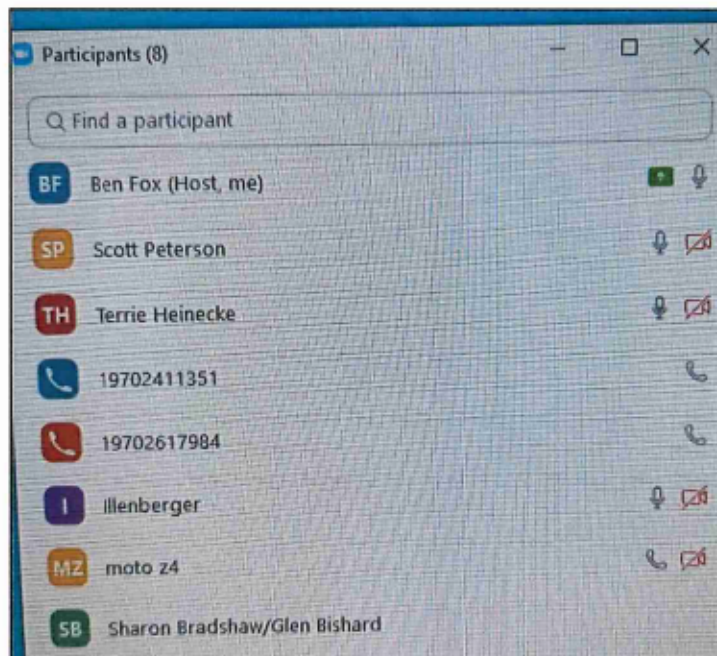 Participants (8)
Find a participant
BF Ben Fox (Host, me)
SP Scott Peterson
TH Terrie Heinecke
19702411351
19702617984
I Illenberger
MZ moto z4
SB Sharon Bradshaw/Glen Bishard